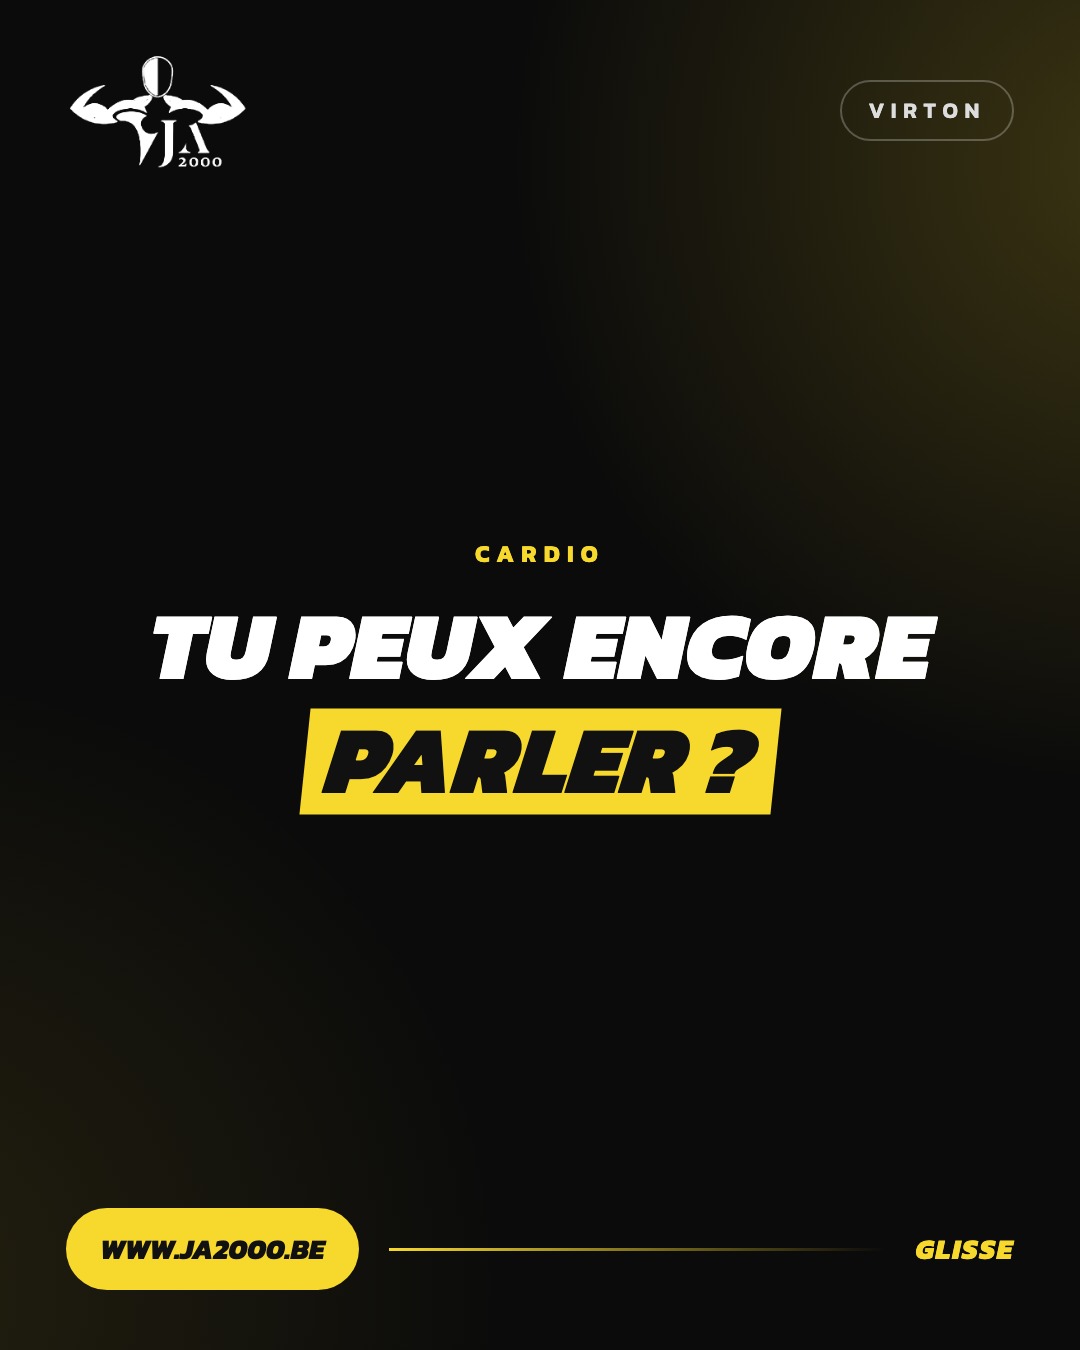 JA
2000
VIRTON
CARDIO
TU PEUX ENCORE
PARLER ?
WWW.JA2000.BE
GLISSE